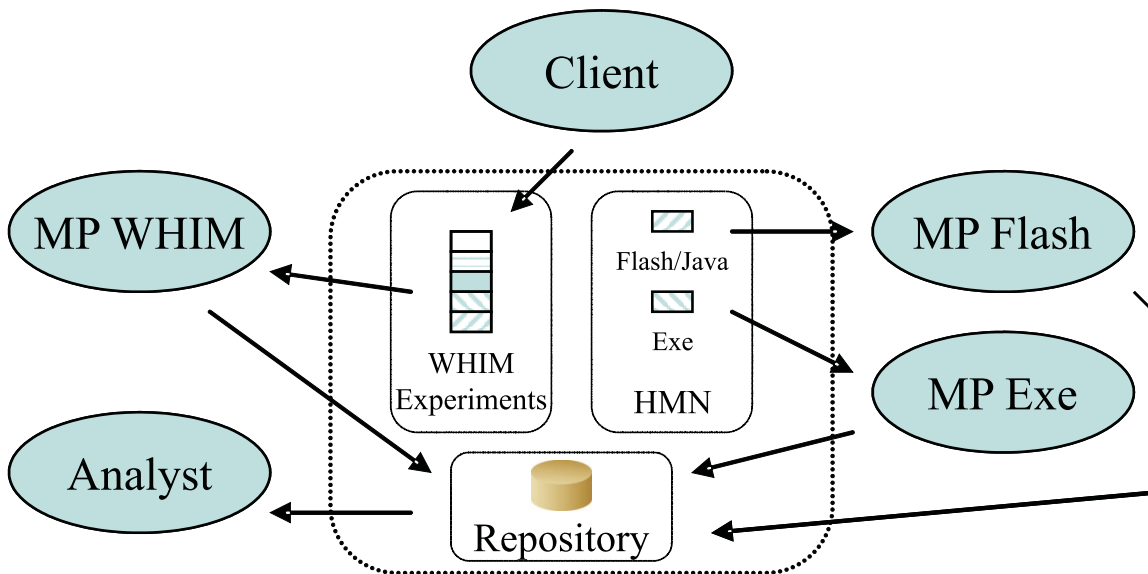 Client
MP WHIM
MP Flash
Flash/Java
Exe
WHIM
Experiments
HMN
MP Exe
Analyst
Repository